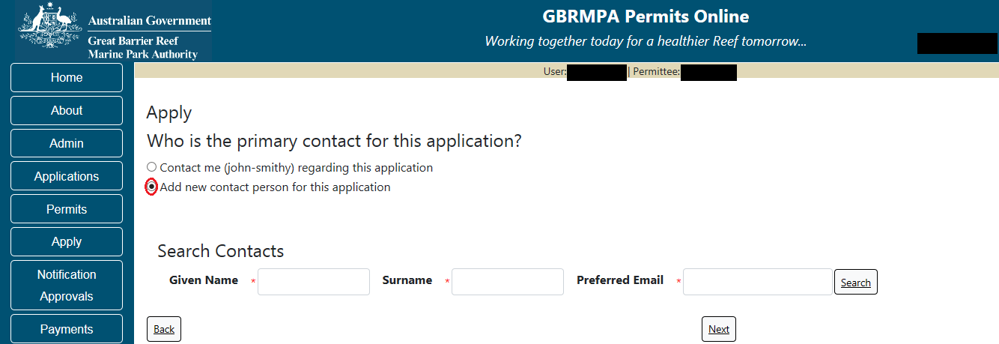 Australian Government
Great Barrier Reef
Marine Park Authority
GBRMPA Permits Online
Working together today for a healthier Reef tomorrow...
User: | Permittee:
Home
About
Admin
Applications
Permits
Apply
Notification
Approvals
Payments
Apply
Who is the primary contact for this application?
Contact me (john-smithy) regarding this application
Add new contact person for this application
Search Contacts
Given Name * Surname * Preferred Email * Search
Back Next